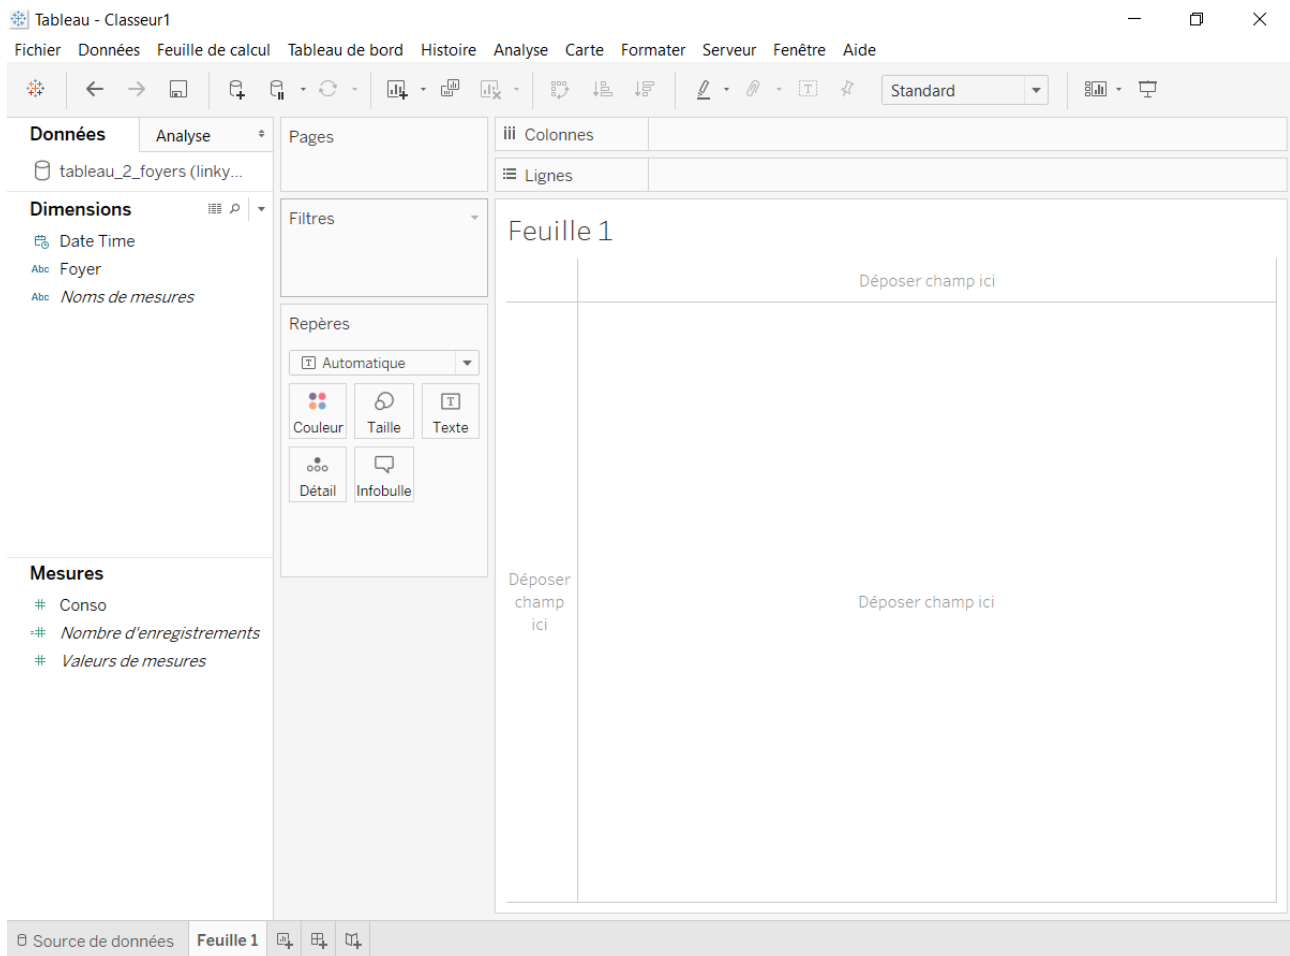 Tableau - Classeur1
Fichier Données Feuille de calcul Tableau de bord Histoire Analyse Carte Formater Serveur Fenêtre Aide
Standard
Données Analyse
tableau_2_foyers (linky...
Dimensions
Date Time
Abc Foyer
Abc Noms de mesures
Mesures
Conso
Nombre d'enregistrements
Valeurs de mesures
Pages
Filtres
Repères
T Automatique
Couleur Taille T Texte
Détail Infobulle
Colonnes
Lignes
Feuille 1
Déposer champ ici
Déposer
champ
ici
Déposer champ ici
Source de données Feuille 1